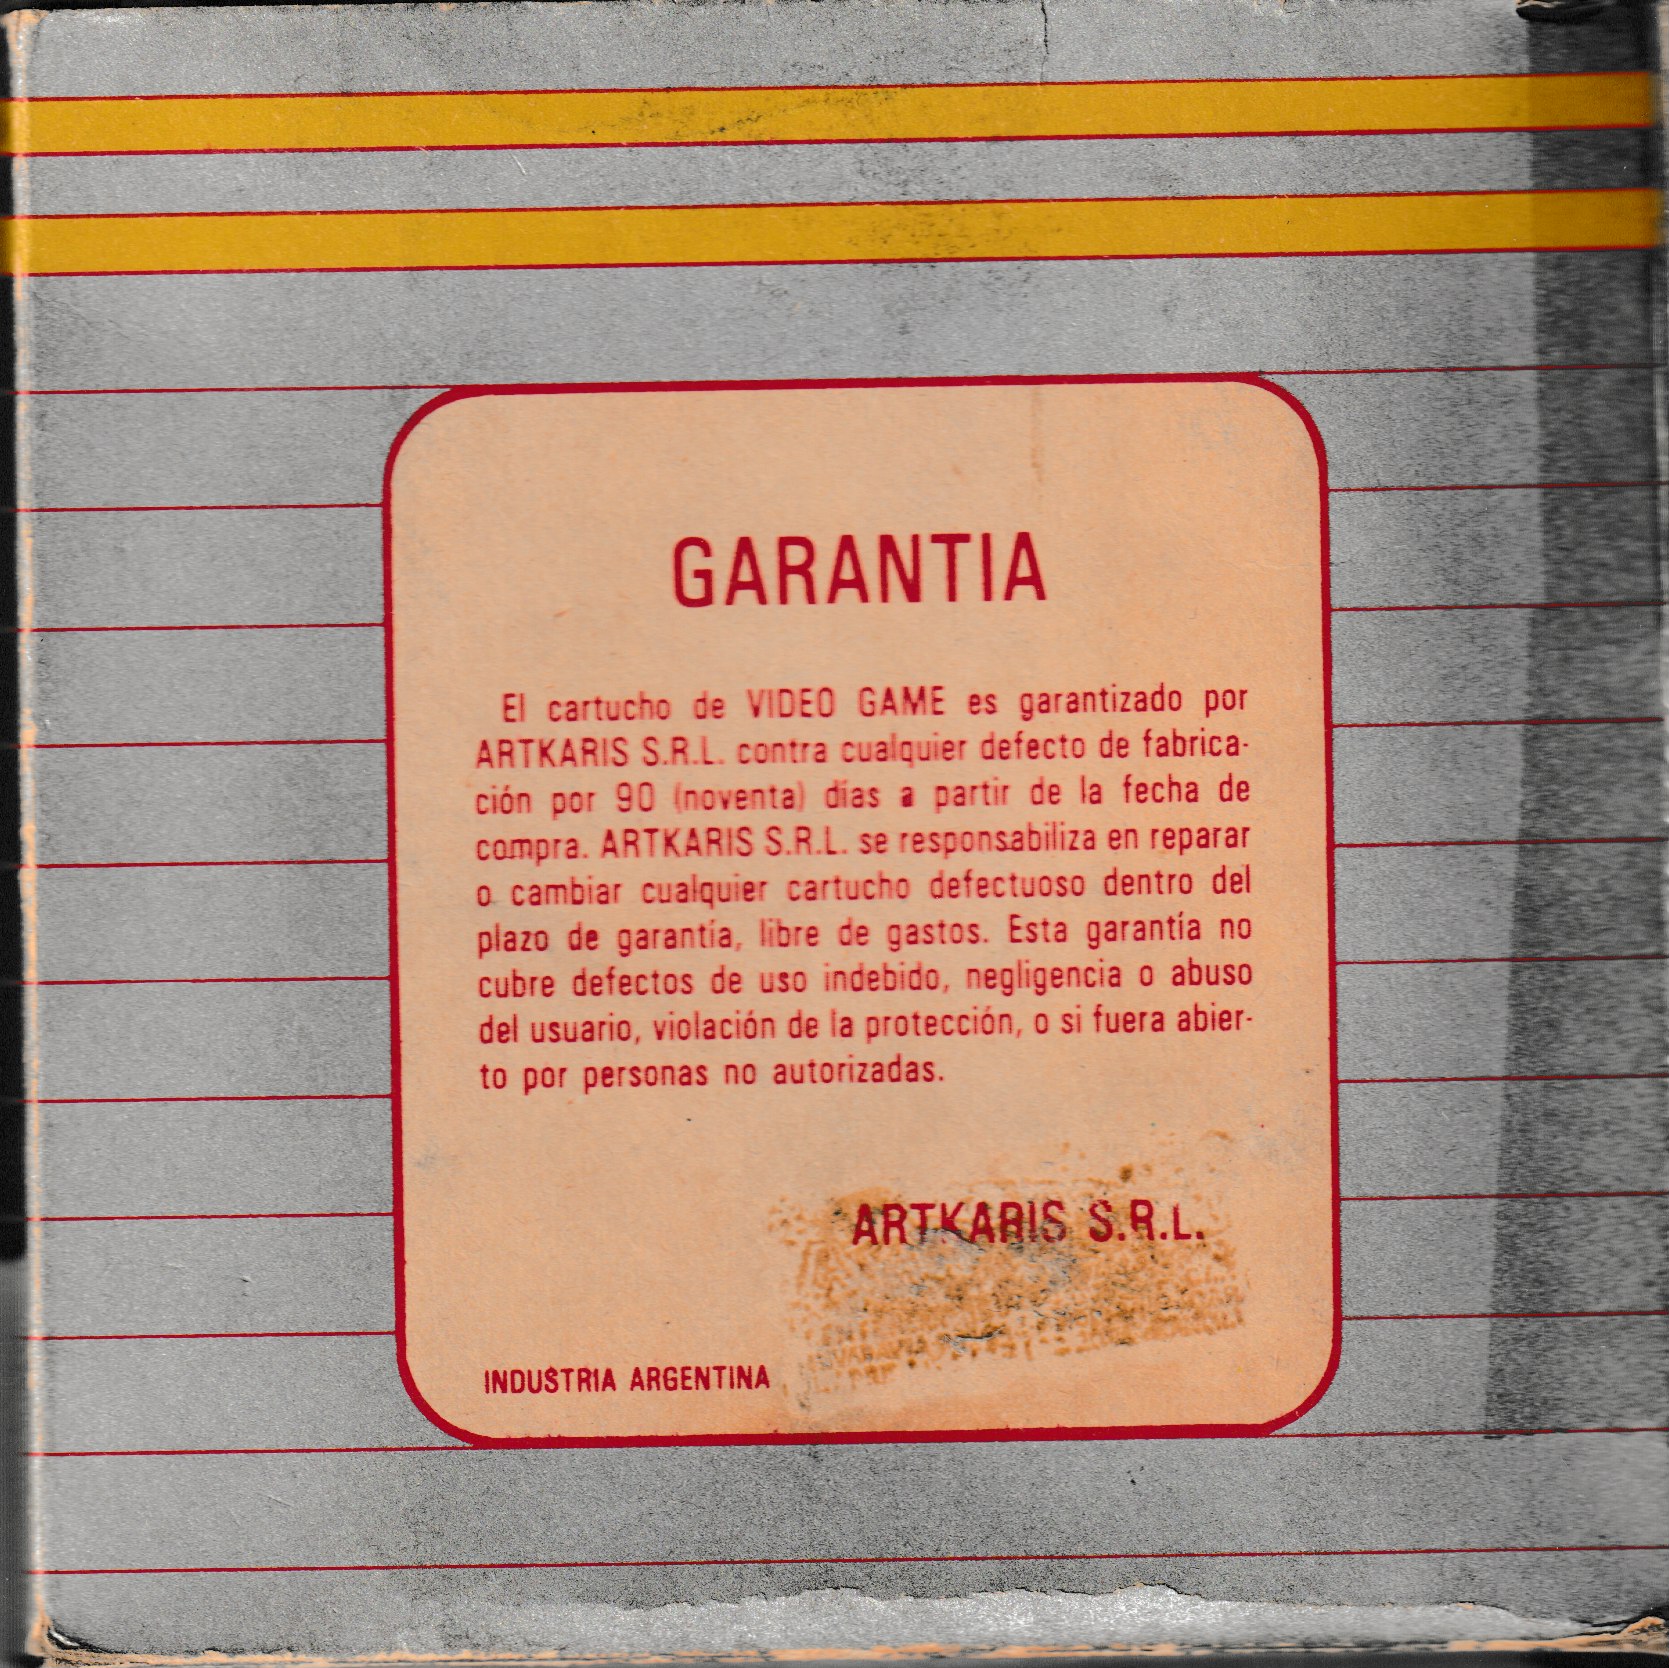 GARANTIA
El cartucho de VIDEO GAME es garantizado por
ARTKARIS S.R.L. contra cualquier defecto de fabrica-
ción por 90 (noventa) días a partir de la fecha de
compra. ARTKARIS S.R.L. se responsabiliza en reparar
o cambiar cualquier cartucho defectuoso dentro del
plazo de garantía, libre de gastos. Esta garantía no
cubre defectos de uso indebido, negligencia o abuso
del usuario, violación de la protección, o si fuera abier-
to por personas no autorizadas.
ARTKARIS S.R.L.
INDUSTRIA ARGENTINA